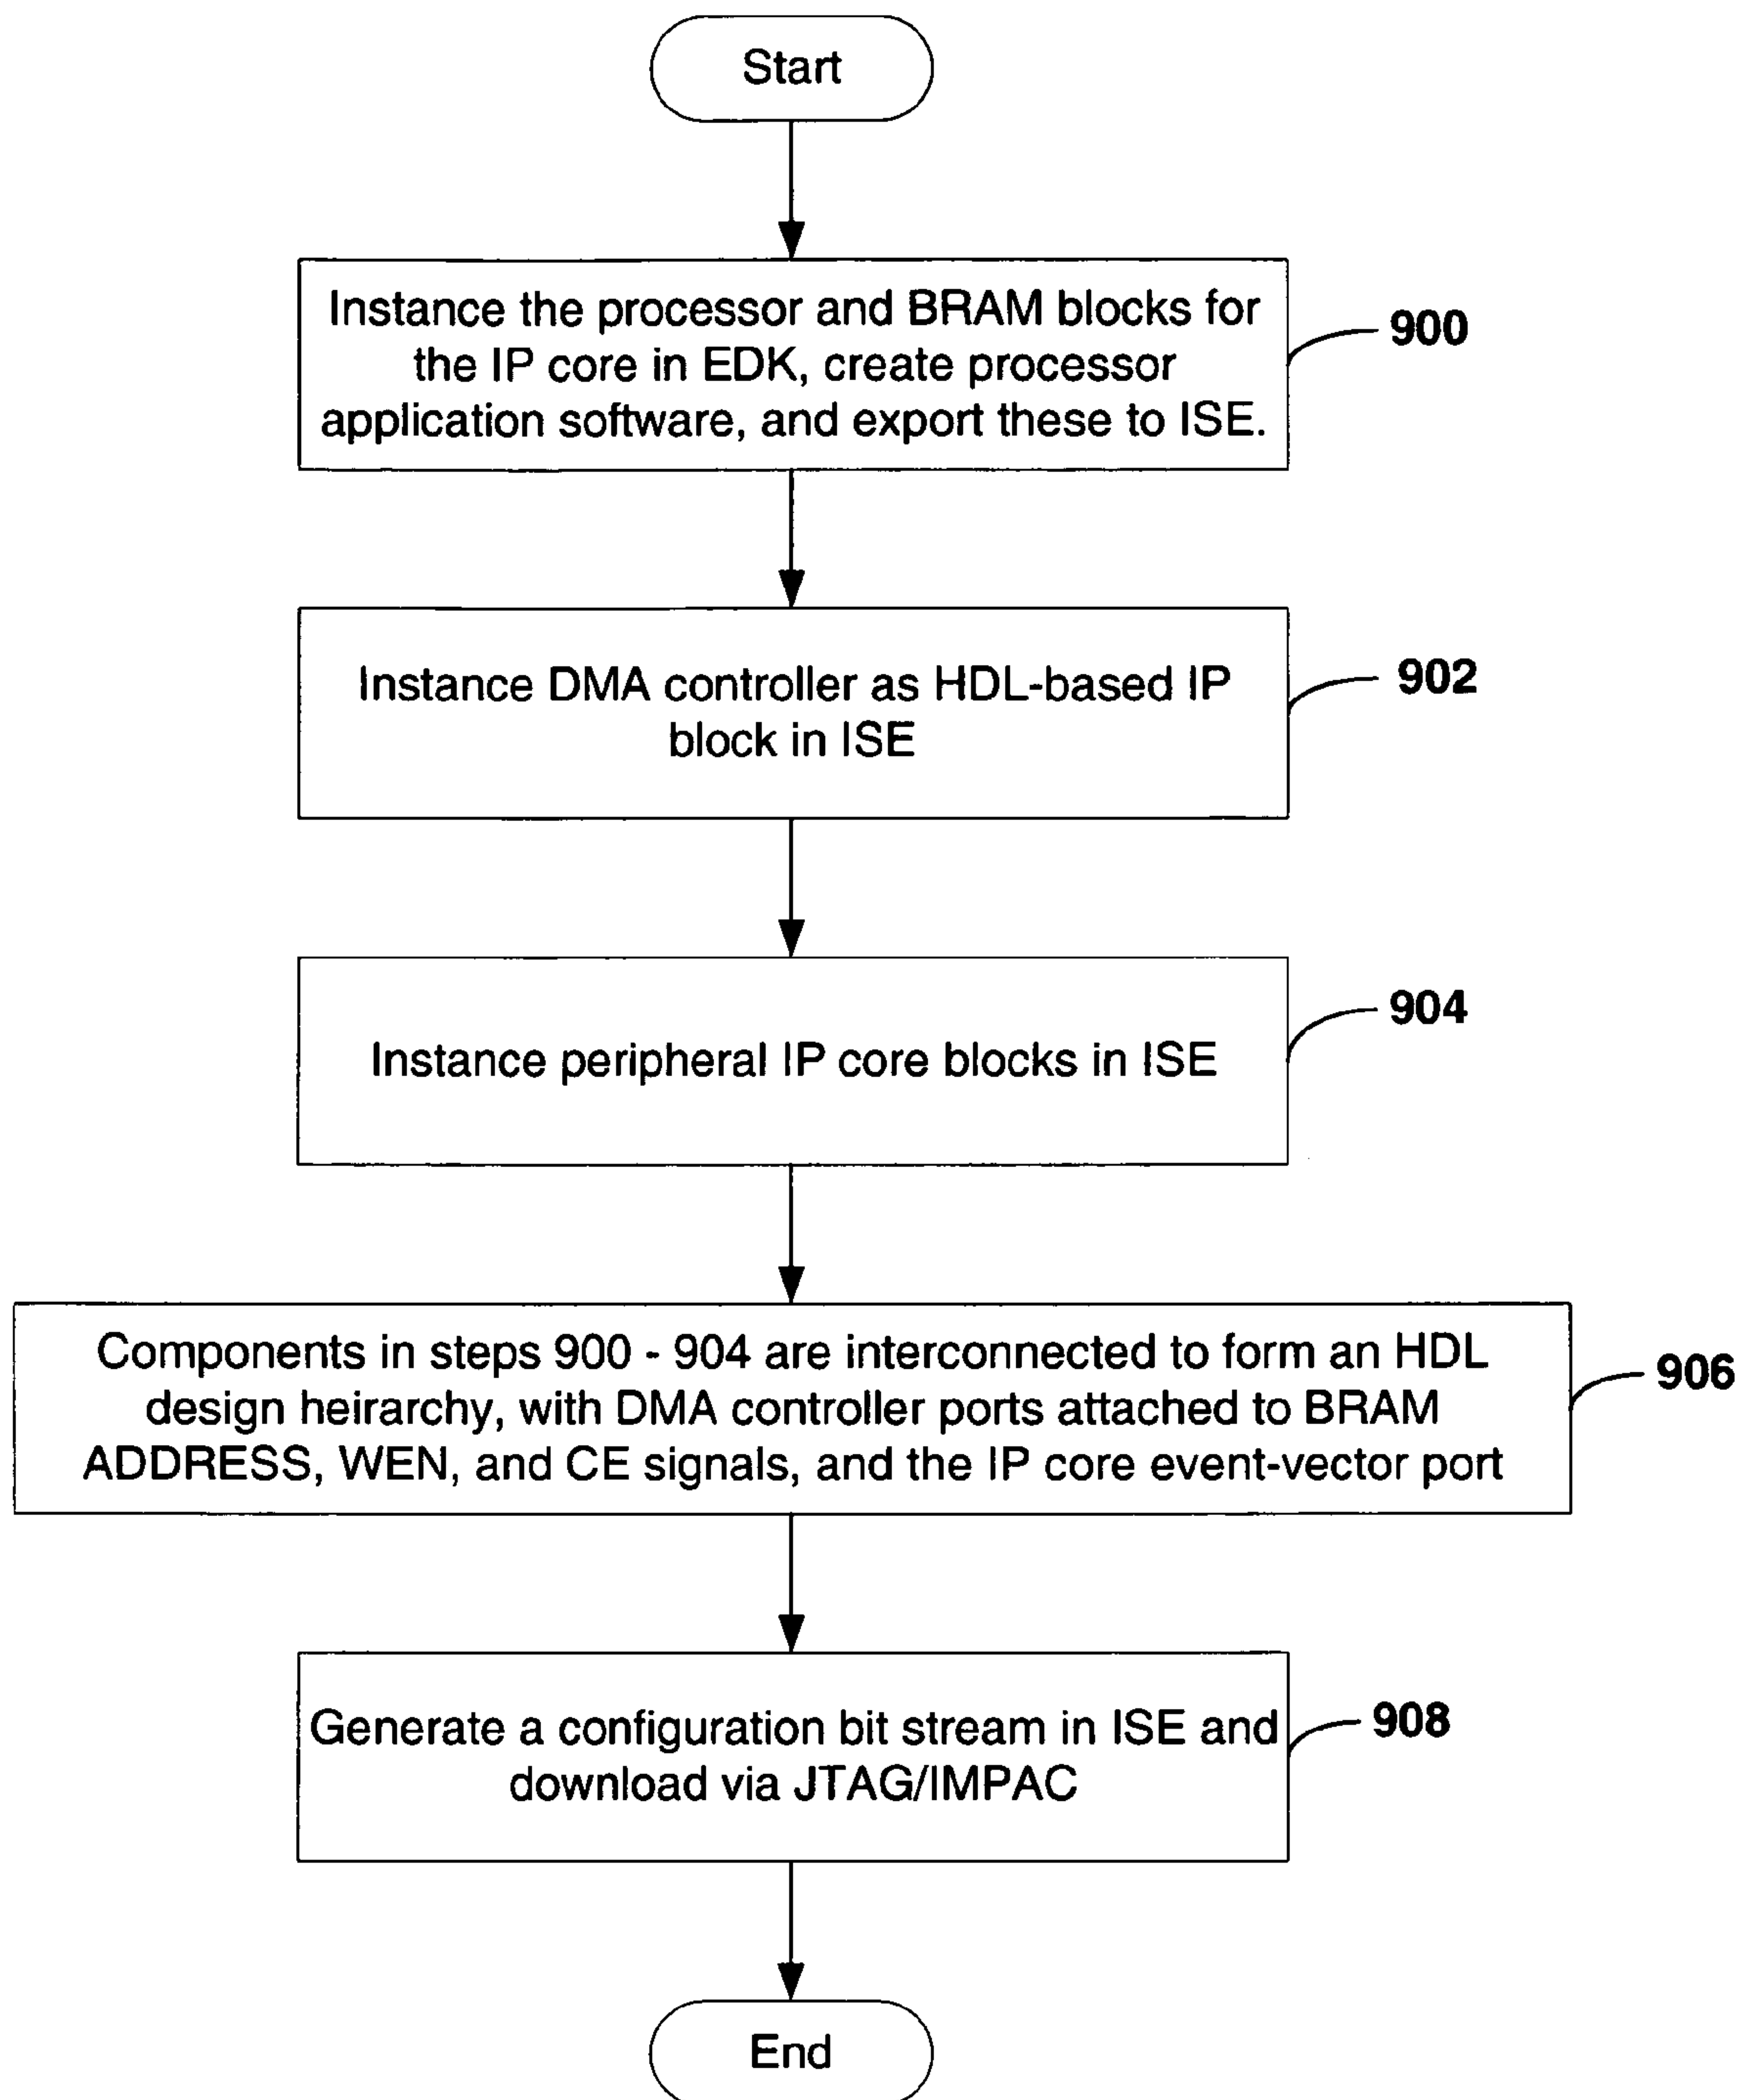 Start
Instance the processor and BRAM blocks for
the IP core in EDK, create processor
application software, and export these to ISE.
900
Instance DMA controller as HDL-based IP
block in ISE
902
Instance peripheral IP core blocks in ISE
904
Components in steps 900 - 904 are interconnected to form an HDL
design heirarchy, with DMA controller ports attached to BRAM
ADDRESS, WEN, and CE signals, and the IP core event-vector port
906
Generate a configuration bit stream in ISE and
download via JTAG/IMPAC
908
End